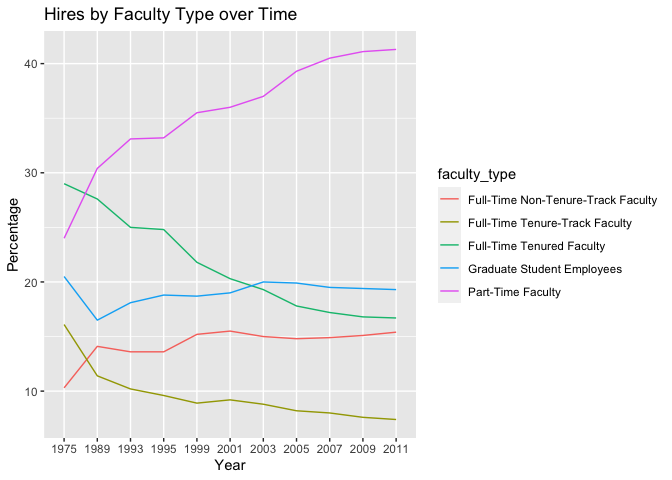 Hires by Faculty Type over Time
Percentage
40
30
20
10
1975 1989 1993 1995 1999 2001 2003 2005 2007 2009 2011
Year
faculty_type
Full-Time Non-Tenure-Track Faculty
Full-Time Tenure-Track Faculty
Full-Time Tenured Faculty
Graduate Student Employees
Part-Time Faculty